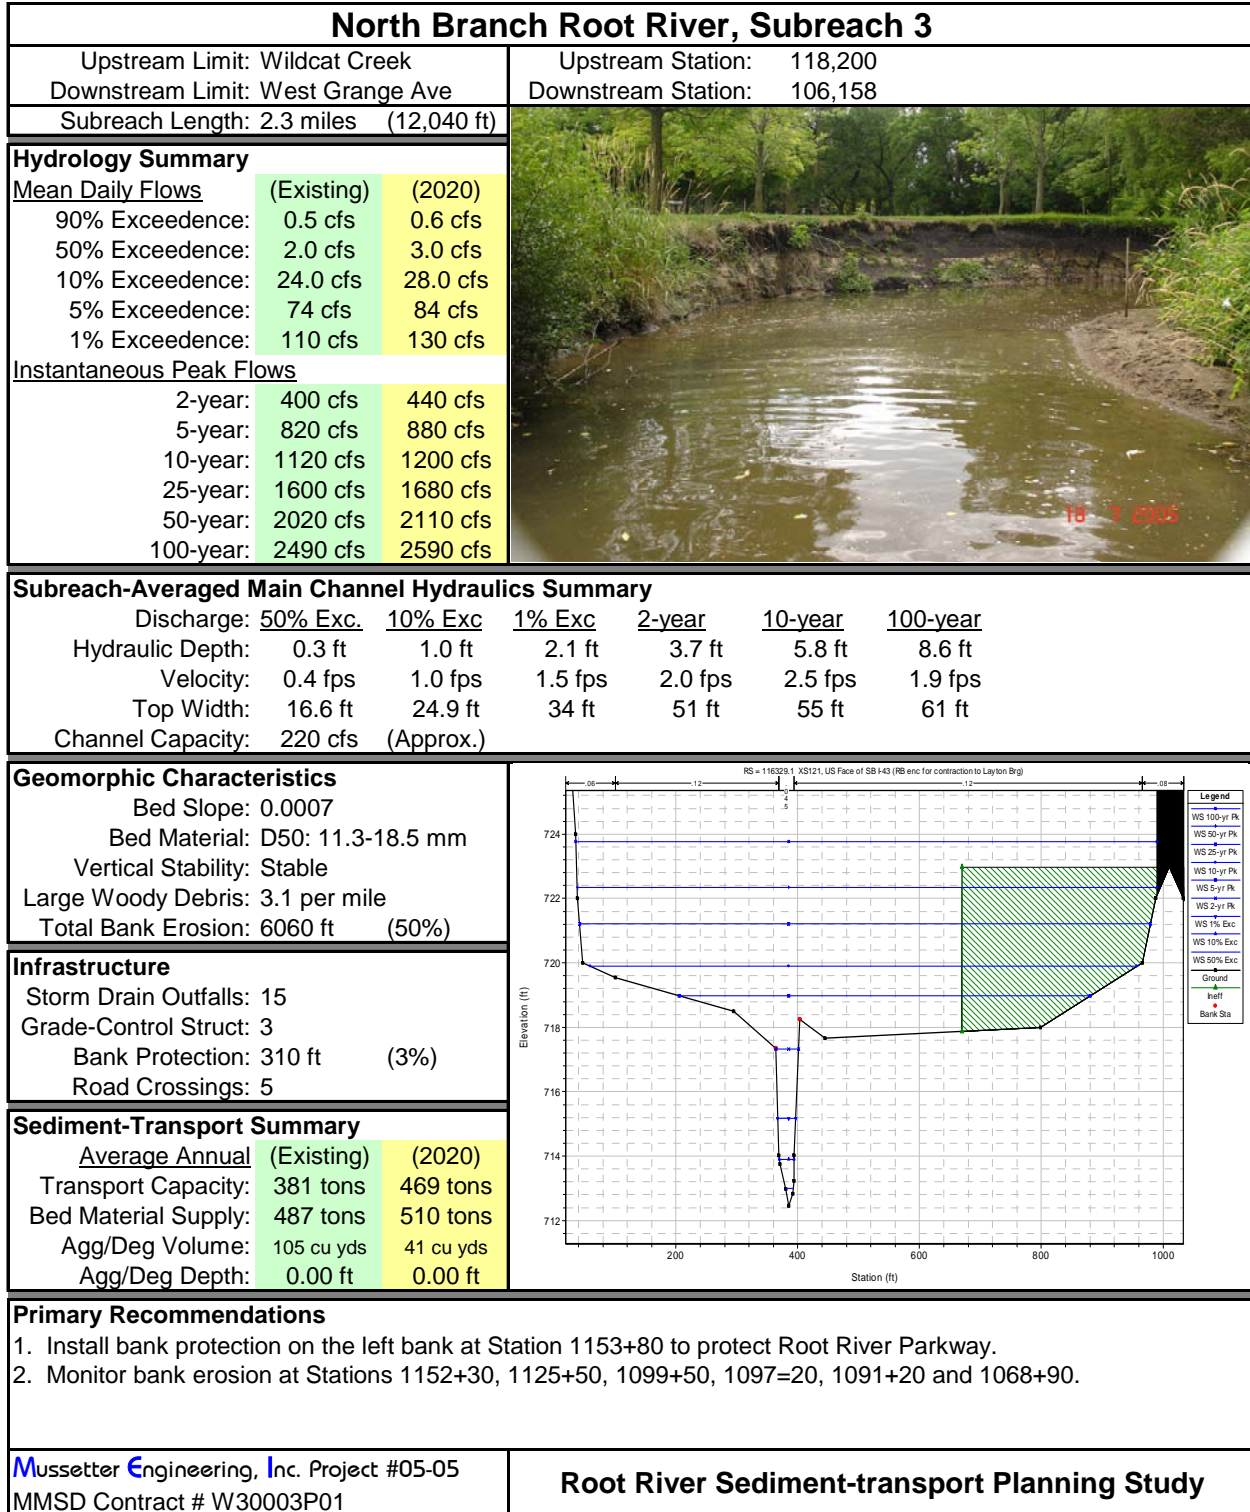 North Branch Root River, Subreach 3
Upstream Limit: Wildcat Creek
Downstream Limit: West Grange Ave
Upstream Station: 118,200
Downstream Station: 106,158
Subreach Length: 2.3 miles (12,040 ft)
Hydrology Summary
Mean Daily Flows (Existing) (2020)
90% Exceedence: 0.5 cfs 0.6 cfs
50% Exceedence: 2.0 cfs 3.0 cfs
10% Exceedence: 24.0 cfs 28.0 cfs
5% Exceedence: 74 cfs 84 cfs
1% Exceedence: 110 cfs 130 cfs
Instantaneous Peak Flows
2-year: 400 cfs 440 cfs
5-year: 820 cfs 880 cfs
10-year: 1120 cfs 1200 cfs
25-year: 1600 cfs 1680 cfs
50-year: 2020 cfs 2110 cfs
100-year: 2490 cfs 2590 cfs
18 7 2005
Subreach-Averaged Main Channel Hydraulics Summary
Discharge: 50% Exc. 10% Exc 1% Exc 2-year 10-year 100-year
Hydraulic Depth: 0.3 ft 1.0 ft 2.1 ft 3.7 ft 5.8 ft 8.6 ft
Velocity: 0.4 fps 1.0 fps 1.5 fps 2.0 fps 2.5 fps 1.9 fps
Top Width: 16.6 ft 24.9 ft 34 ft 51 ft 55 ft 61 ft
Channel Capacity: 220 cfs (Approx.)
Geomorphic Characteristics
Bed Slope: 0.0007
Bed Material: D50: 11.3-18.5 mm
Vertical Stability: Stable
Large Woody Debris: 3.1 per mile
Total Bank Erosion: 6060 ft (50%)
Infrastructure
Storm Drain Outfalls: 15
Grade-Control Struct: 3
Bank Protection: 310 ft (3%)
Road Crossings: 5
Sediment-Transport Summary
Average Annual (Existing) (2020)
Transport Capacity: 381 tons 469 tons
Bed Material Supply: 487 tons 510 tons
Agg/Deg Volume: 105 cu yds 41 cu yds
Agg/Deg Depth: 0.00 ft 0.00 ft
RS = 116329.1 XS121, US Face of SB I-43 (RB enc for contraction to Layton Brg)
.06 .12 .045 .12 .08
724
722
720
718
716
714
712
Elevation (ft)
200 400 600 800 1000
Station (ft)
Legend
WS 100-yr Pk
WS 50-yr Pk
WS 25-yr Pk
WS 10-yr Pk
WS 5-yr Pk
WS 2-yr Pk
WS 1% Exc
WS 10% Exc
WS 50% Exc
Ground
Ineff
Bank Sta
Primary Recommendations
1. Install bank protection on the left bank at Station 1153+80 to protect Root River Parkway.
2. Monitor bank erosion at Stations 1152+30, 1125+50, 1099+50, 1097=20, 1091+20 and 1068+90.
Mussetter Engineering, Inc. Project #05-05
MMSD Contract # W30003P01
Root River Sediment-transport Planning Study